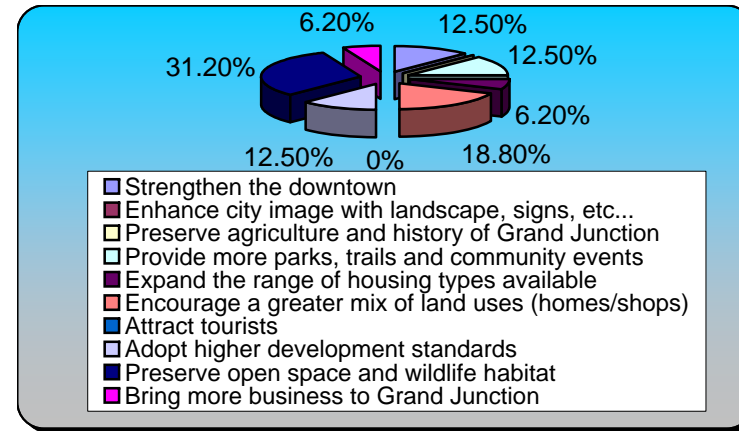 6.20%
12.50%
12.50%
31.20%
6.20%
18.80%
0%
12.50%
Strengthen the downtown
Enhance city image with landscape, signs, etc...
Preserve agriculture and history of Grand Junction
Provide more parks, trails and community events
Expand the range of housing types available
Encourage a greater mix of land uses (homes/shops)
Attract tourists
Adopt higher development standards
Preserve open space and wildlife habitat
Bring more business to Grand Junction